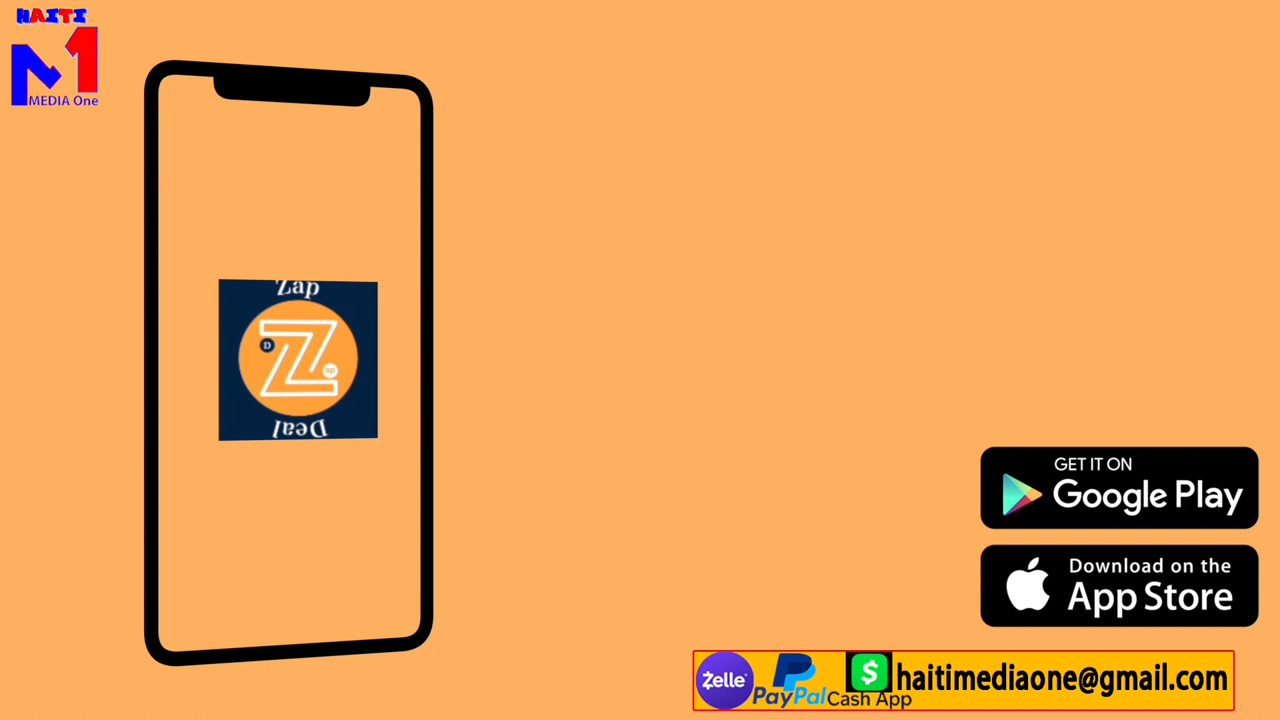 HAITI
M1
MEDIA One
Zap
Z
Deal
GET IT ON
Google Play
Download on the
App Store
Zelle
PayPal
Cash App
haitimediaone@gmail.com